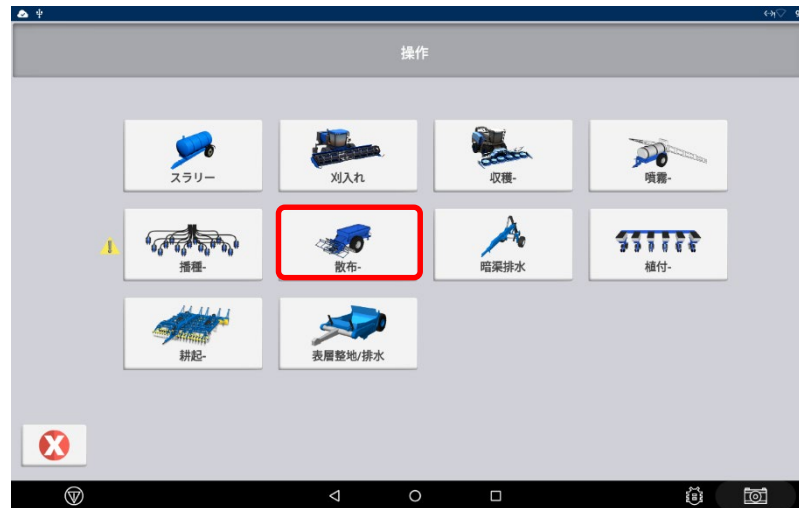 操作
スラリー
刈入れ
収穫-
噴霧-
播種-
散布-
暗渠排水
植付-
耕起-
表層整地/排水